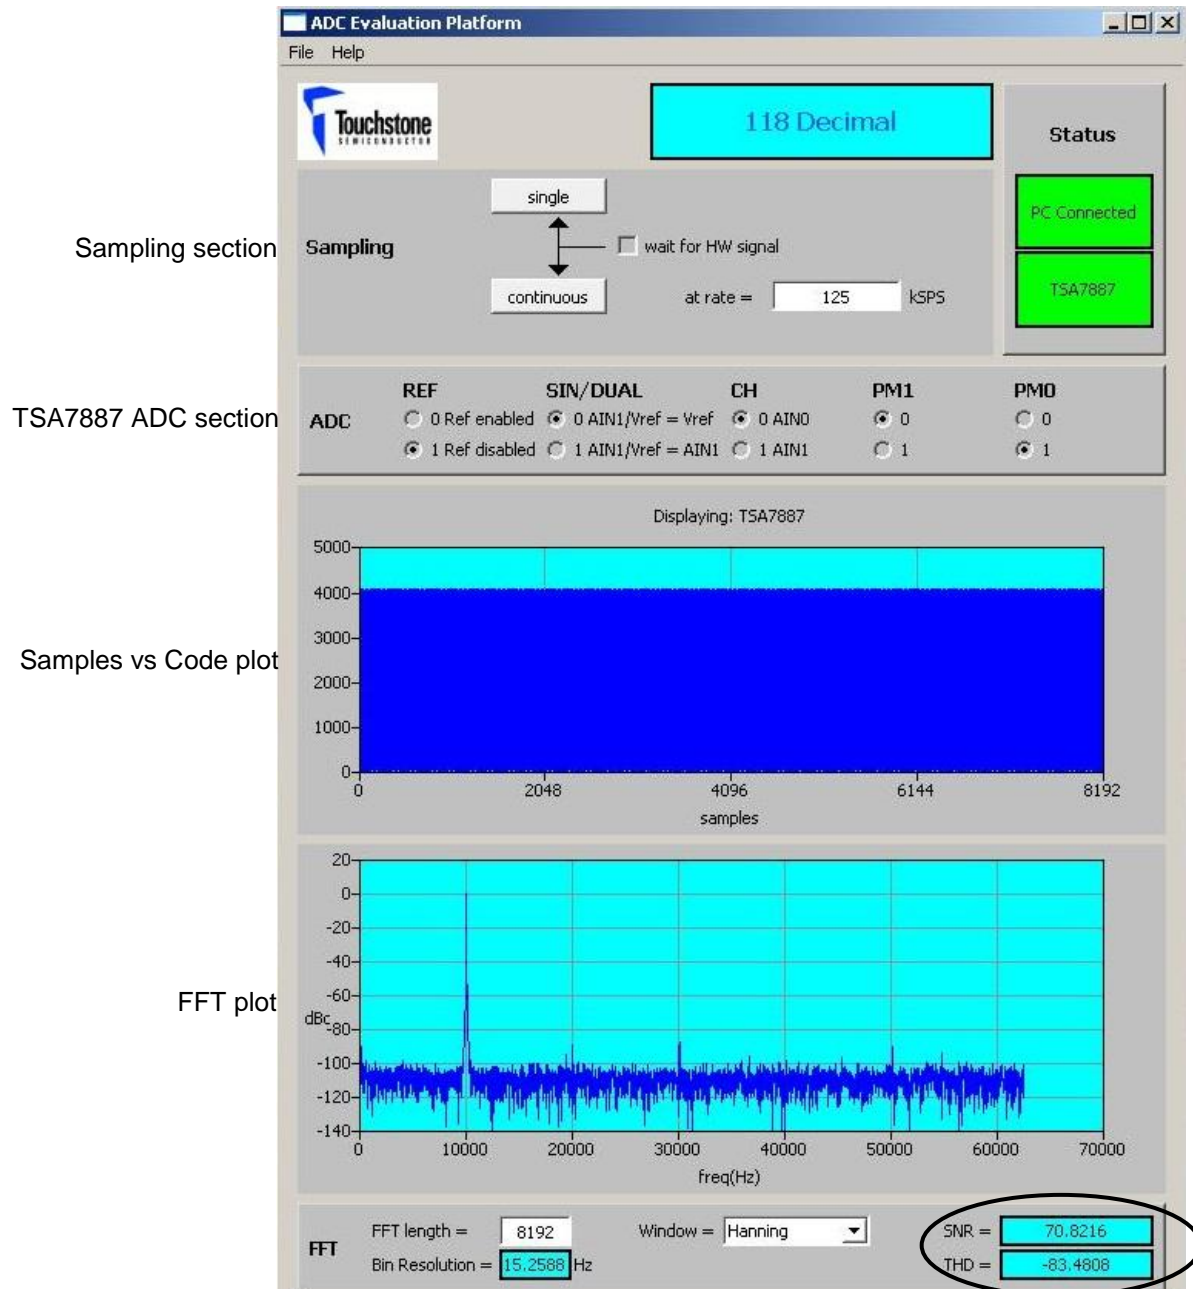 ADC Evaluation Platform
File Help
Touchstone
SEMICONDUCTOR
118 Decimal
Status
PC Connected
TSA7887
Sampling section
Sampling
single
wait for HW signal
continuous
at rate = 125 kSPS
TSA7887 ADC section
ADC
REF SIN/DUAL CH PM1 PM0
0 Ref enabled 0 AIN1/Vref = Vref 0 AIN0 0 0
1 Ref disabled 1 AIN1/Vref = AIN1 1 AIN1 1 1
Displaying: TSA7887
Samples vs Code plot
5000
4000
3000
2000
1000
0
0 2048 4096 6144 8192
samples
FFT plot
20
0
-20
-40
-60
dBc
-80
-100
-120
-140
0 10000 20000 30000 40000 50000 60000 70000
freq(Hz)
FFT
FFT length = 8192 Window = Hanning SNR = 70.8216
Bin Resolution = 15.2588 Hz THD = -83.4808